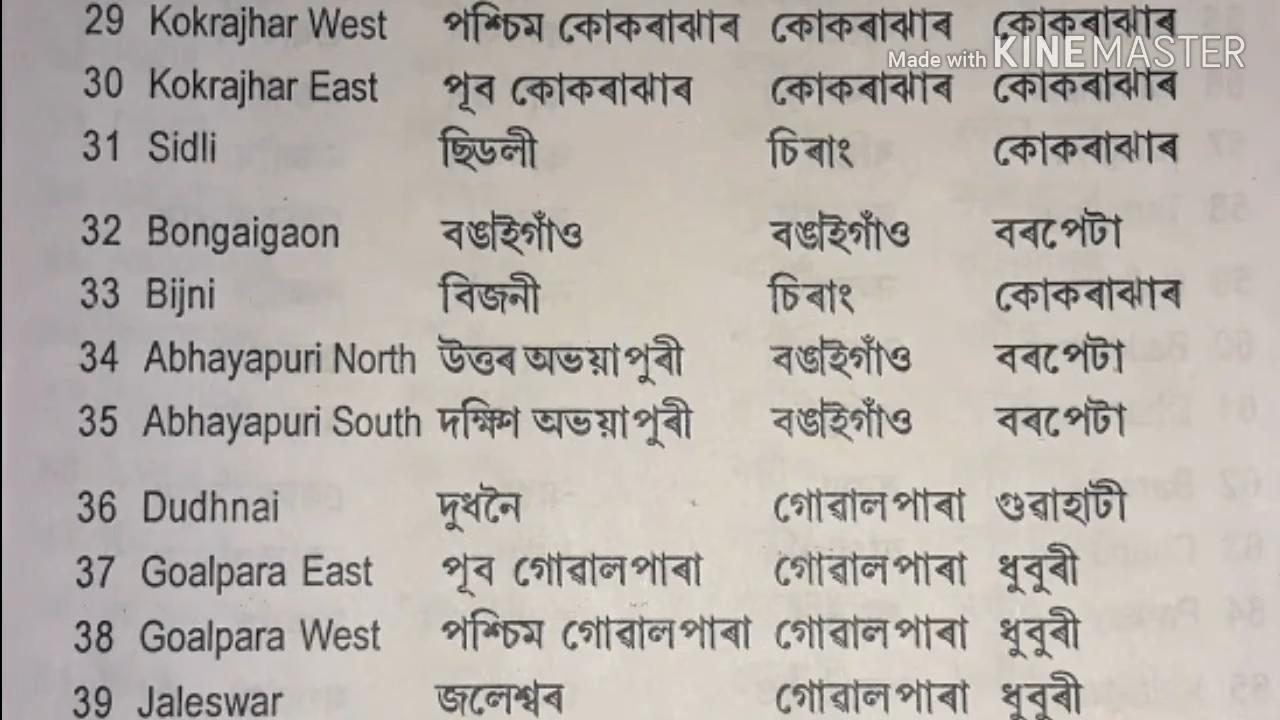 29 Kokrajhar West পশ্চিম কোকৰাঝাৰ কোকৰাঝাৰ কোকৰাঝাৰ
Made with KINEMASTER
30 Kokrajhar East পূব কোকৰাঝাৰ কোকৰাঝাৰ কোকৰাঝাৰ
31 Sidli ছিডলী চিৰাং কোকৰাঝাৰ
32 Bongaigaon বঙাইগাঁও বঙাইগাঁও বৰপেটা
33 Bijni বিজনী চিৰাং কোকৰাঝাৰ
34 Abhayapuri North উত্তৰ অভয়াপুৰী বঙাইগাঁও বৰপেটা
35 Abhayapuri South দক্ষিণ অভয়াপুৰী বঙাইগাঁও বৰপেটা
36 Dudhnai দুধনৈ গোৱালপাৰা গুৱাহাটী
37 Goalpara East পূব গোৱালপাৰা গোৱালপাৰা ধুবুৰী
38 Goalpara West পশ্চিম গোৱালপাৰা গোৱালপাৰা ধুবুৰী
39 Jaleswar জলেশ্বৰ গোৱালপাৰা ধুবুৰী